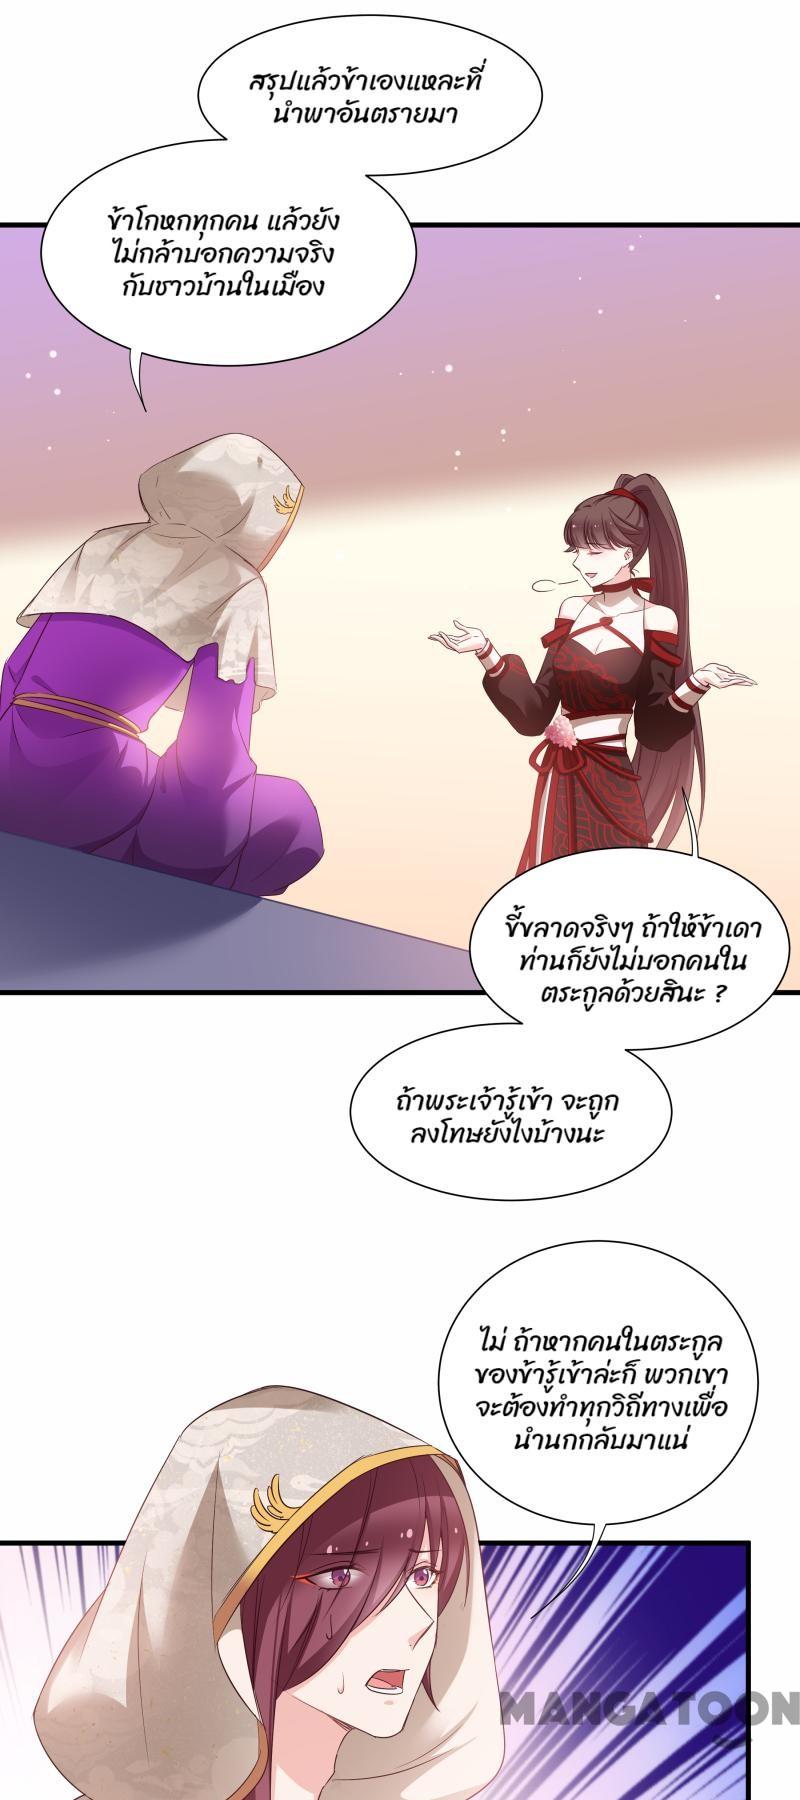 สรุปแล้วข้าเองแหละที่
นำพาอันตรายมา
ข้าโกหกทุกคน แล้วยัง
ไม่กล้าบอกความจริง
กับชาวบ้านในเมือง
ขี้ขลาดจริงๆ ถ้าให้ข้าเดา
ท่านก็ยังไม่บอกคนใน
ตระกูลด้วยสินะ ?
ถ้าพระเจ้ารู้เข้า จะถูก
ลงโทษยังไงบ้างนะ
ไม่ ถ้าหากคนในตระกูล
ของข้ารู้เข้าล่ะก็ พวกเขา
จะต้องทำทุกวิถีทางเพื่อ
นำนกกลับมาแน่
MANGATOON